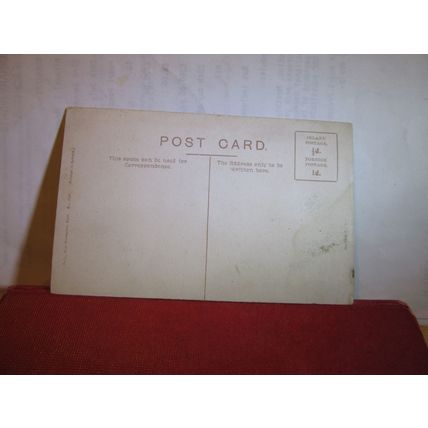 POST CARD.
This space can be used for
Correspondence.
The Address only to be
written here.
INLAND
POSTAGE.
½d.
FOREIGN
POSTAGE.
1d.